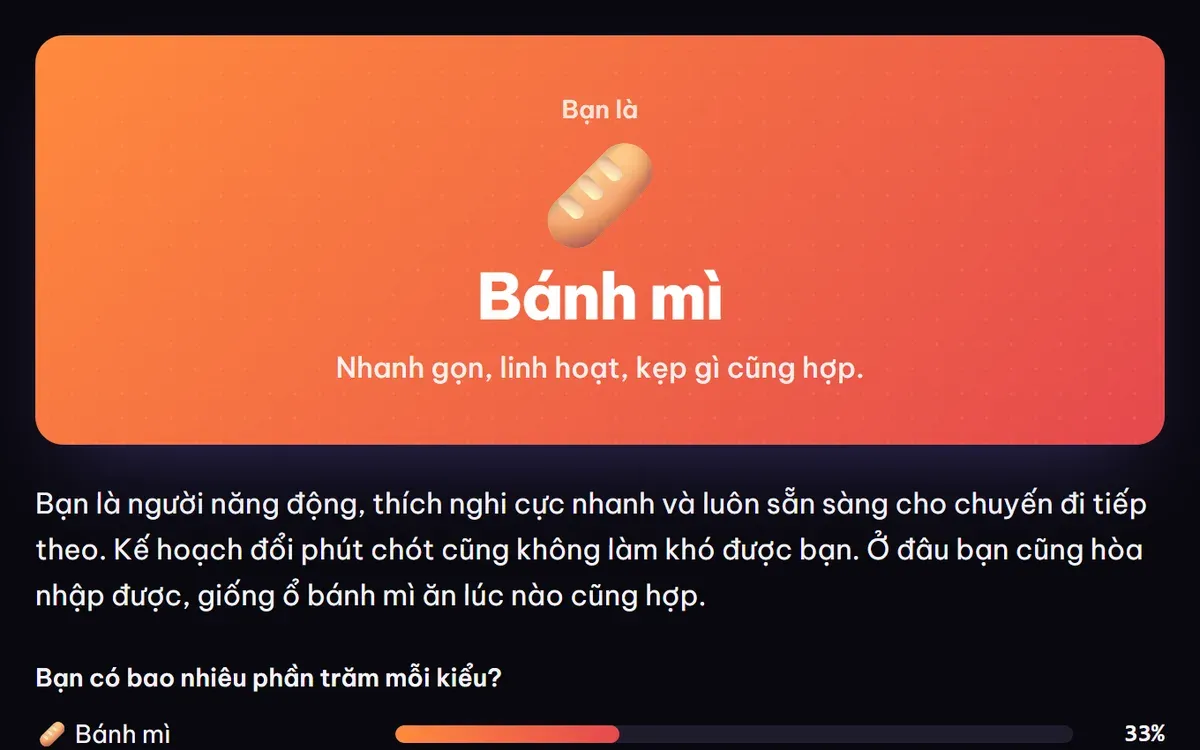 Bạn là
Bánh mì
Nhanh gọn, linh hoạt, kẹp gì cũng hợp.
Bạn là người năng động, thích nghi cực nhanh và luôn sẵn sàng cho chuyến đi tiếp
theo. Kế hoạch đổi phút chót cũng không làm khó được bạn. Ở đâu bạn cũng hòa
nhập được, giống ổ bánh mì ăn lúc nào cũng hợp.
Bạn có bao nhiêu phần trăm mỗi kiểu?
Bánh mì 33%